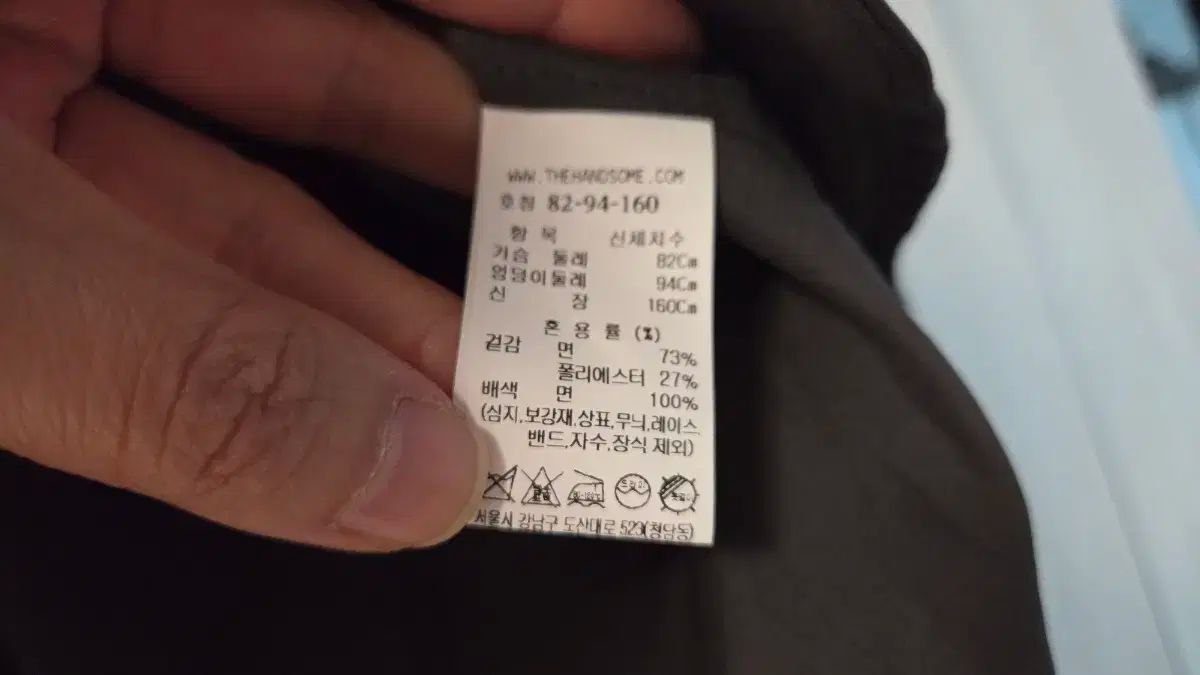 WWW.THEHANDSOME.COM
호칭 82-94-160
항 목 신체치수
가슴 둘레 82Cm
엉덩이둘레 94Cm
신 장 160Cm
혼 용 률 (%)
겉감 면 73%
폴리에스터 27%
배색 면 100%
(심지,보강재,상표,무늬,레이스
밴드,자수,장식 제외)
드라이
서울시 강남구 도산대로 523(청담동)